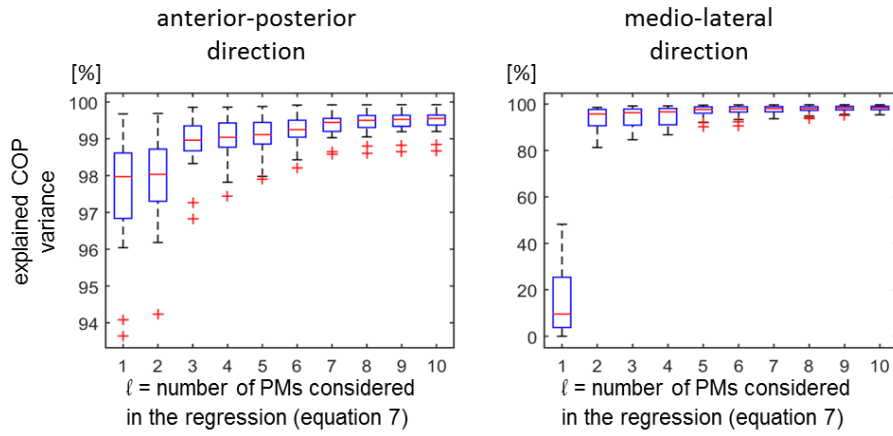 anterior-posterior
direction
[%]
100
99
98
97
96
95
94
explained COP
variance
1 2 3 4 5 6 7 8 9 10
ℓ = number of PMs considered
in the regression (equation 7)
medio-lateral
direction
[%]
100
80
60
40
20
0
1 2 3 4 5 6 7 8 9 10
ℓ = number of PMs considered
in the regression (equation 7)